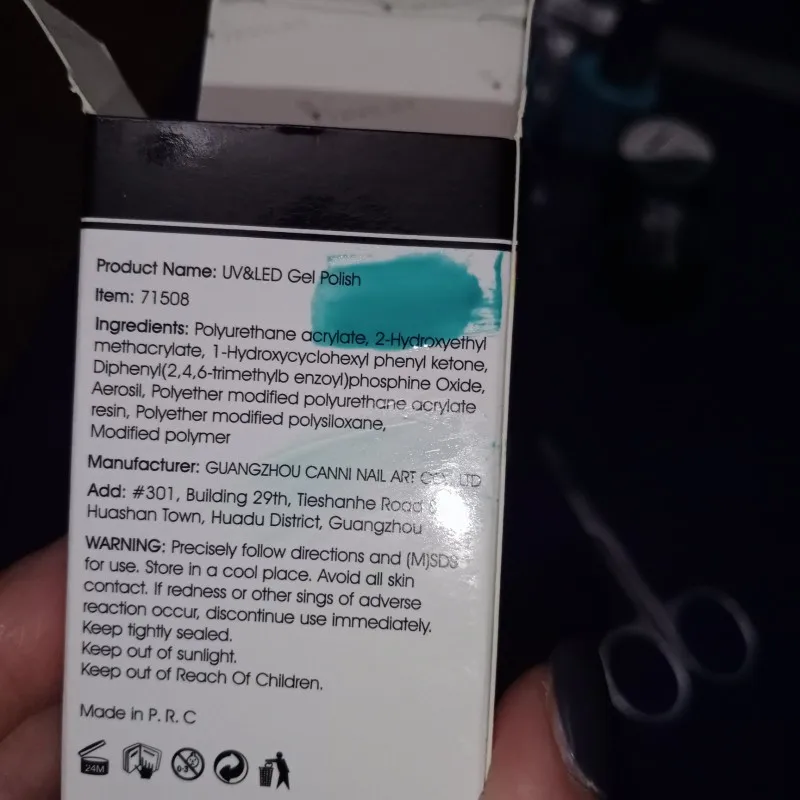 Product Name: UV&LED Gel Polish
Item: 71508
Ingredients: Polyurethane acrylate, 2-Hydroxyethyl
methacrylate, 1-Hydroxycyclohexyl phenyl ketone,
Diphenyl(2,4,6-trimethylb enzoyl)phosphine Oxide,
Aerosil, Polyether modified polyurethane acrylate
resin, Polyether modified polysiloxane,
Modified polymer
Manufacturer: GUANGZHOU CANNI NAIL ART CO., LTD
Add: #301, Building 29th, Tieshanhe Road
Huashan Town, Huadu District, Guangzhou
WARNING: Precisely follow directions and (M)SDS
for use. Store in a cool place. Avoid all skin
contact. If redness or other sings of adverse
reaction occur, discontinue use immediately.
Keep tightly sealed.
Keep out of sunlight.
Keep out of Reach Of Children.
Made in P. R. C
24M
0-3